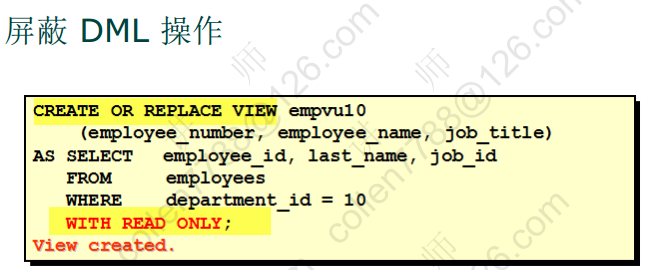 屏蔽 DML 操作
CREATE OR REPLACE VIEW empvu10
(employee_number, employee_name, job_title)
AS SELECT employee_id, last_name, job_id
FROM employees
WHERE department_id = 10
WITH READ ONLY;
View created.